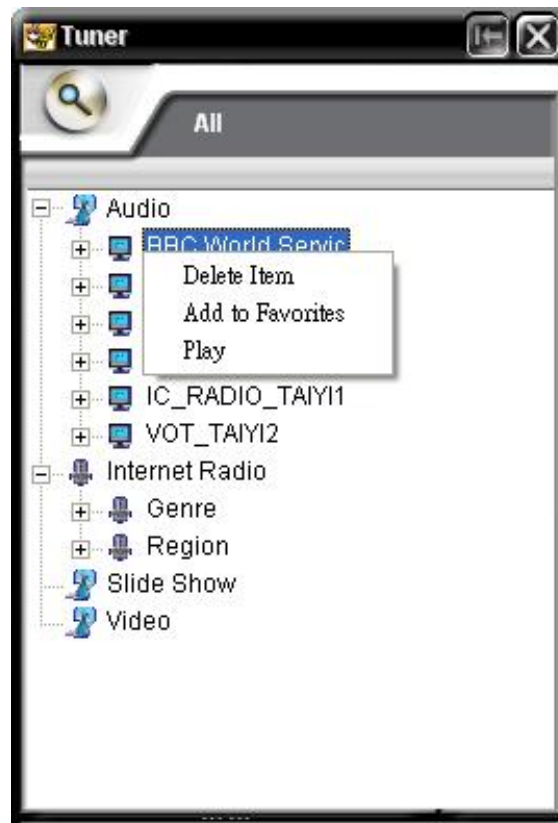 Tuner
All
Audio
BBC World Servic
Delete Item
Add to Favorites
Play
IC_RADIO_TAIYI1
VOT_TAIYI2
Internet Radio
Genre
Region
Slide Show
Video